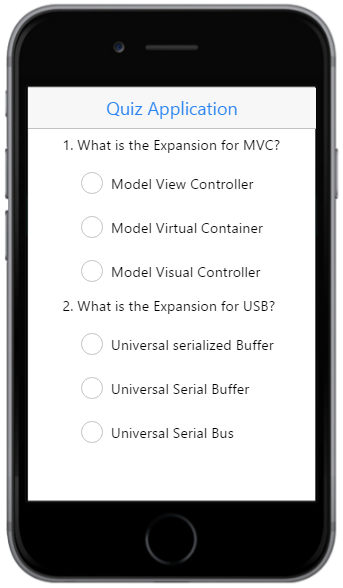 Quiz Application
1. What is the Expansion for MVC?
Model View Controller
Model Virtual Container
Model Visual Controller
2. What is the Expansion for USB?
Universal serialized Buffer
Universal Serial Buffer
Universal Serial Bus